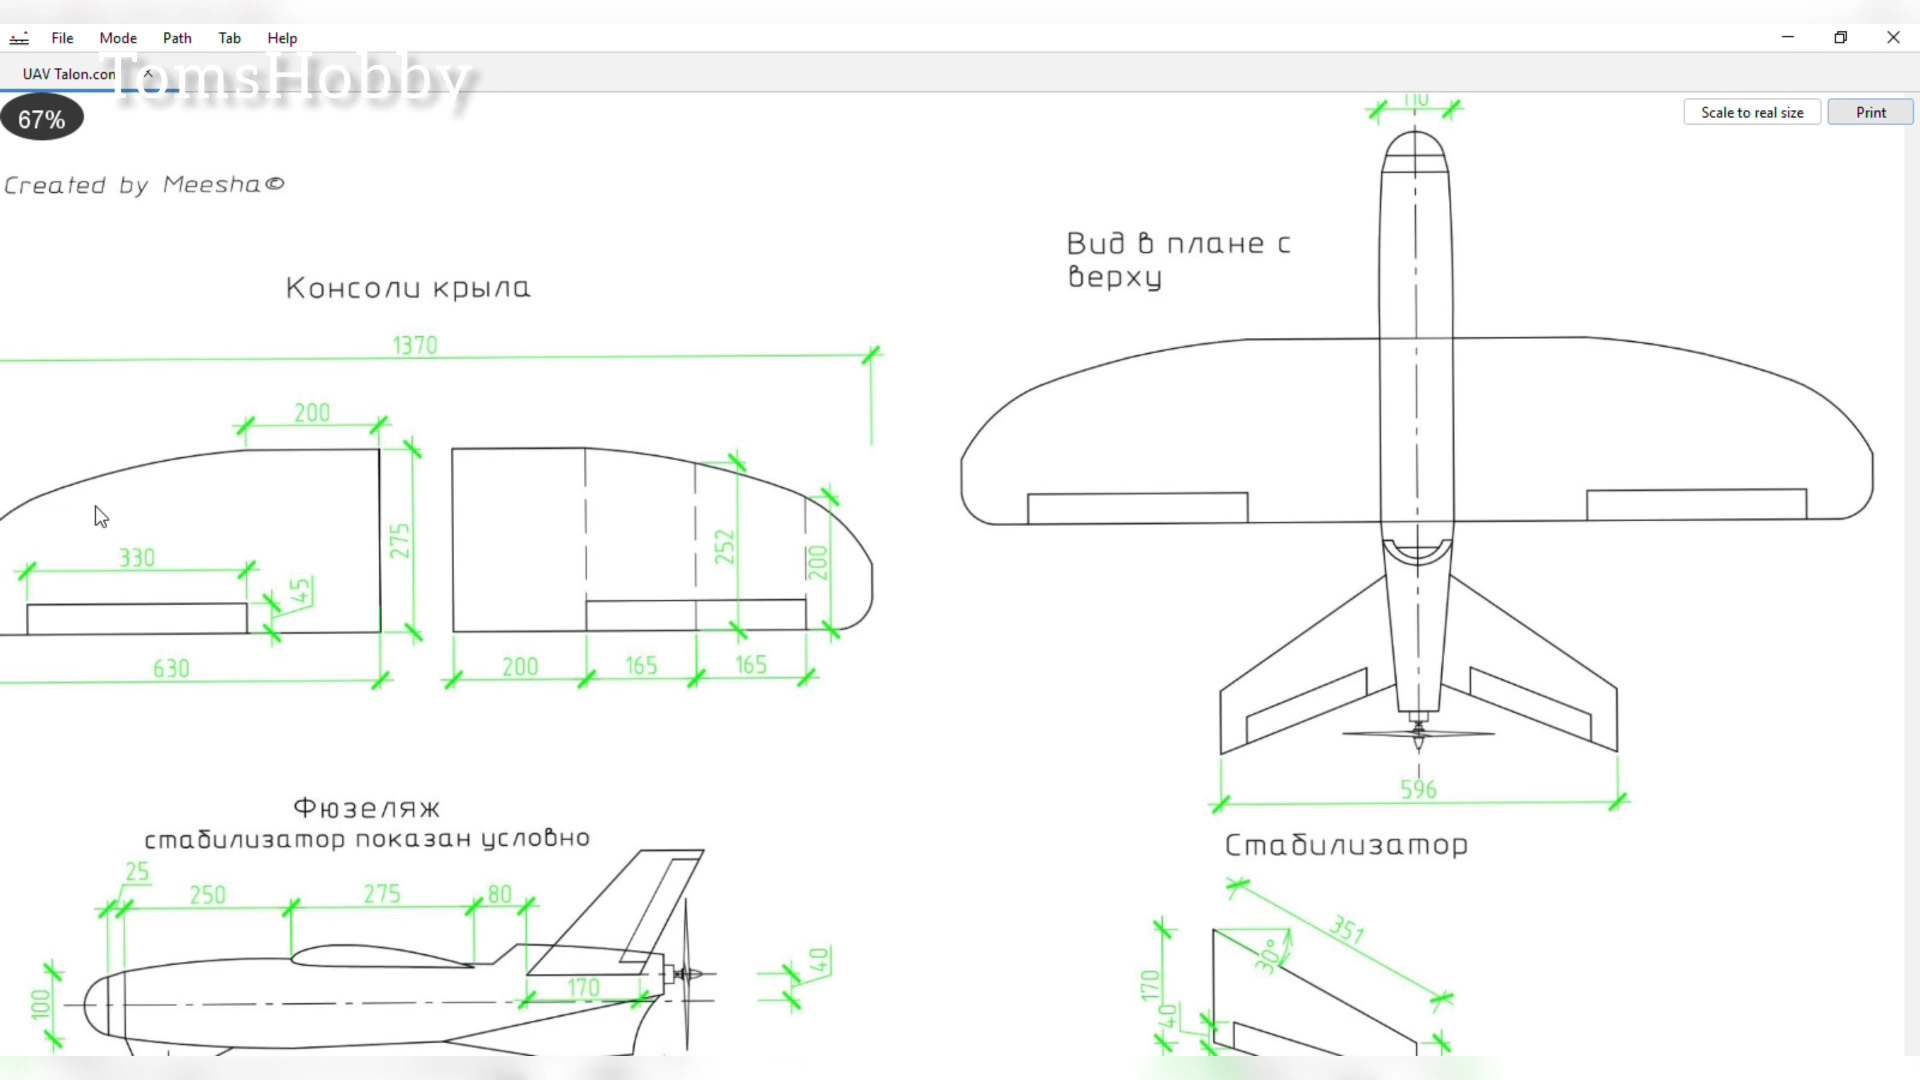 File Mode Path Tab Help
UAV Talon.com
TomsHobby
67%
Scale to real size
Print
Created by Meesha©
110
Вид в плане с
верху
Консоли крыла
1370
200
275
330
45
630
252
200
200
165
165
596
Фюзеляж
стабилизатор показан условно
25
250
275
80
100
170
40
Стабилизатор
351
30°
170
40